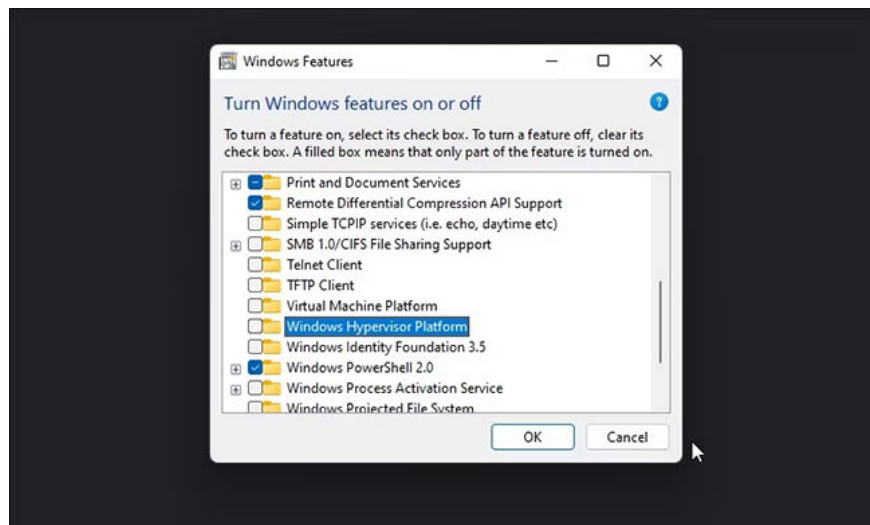 Windows Features
Turn Windows features on or off
To turn a feature on, select its check box. To turn a feature off, clear its
check box. A filled box means that only part of the feature is turned on.
Print and Document Services
Remote Differential Compression API Support
Simple TCPIP services (i.e. echo, daytime etc)
SMB 1.0/CIFS File Sharing Support
Telnet Client
TFTP Client
Virtual Machine Platform
Windows Hypervisor Platform
Windows Identity Foundation 3.5
Windows PowerShell 2.0
Windows Process Activation Service
Windows Projected File System
OK Cancel